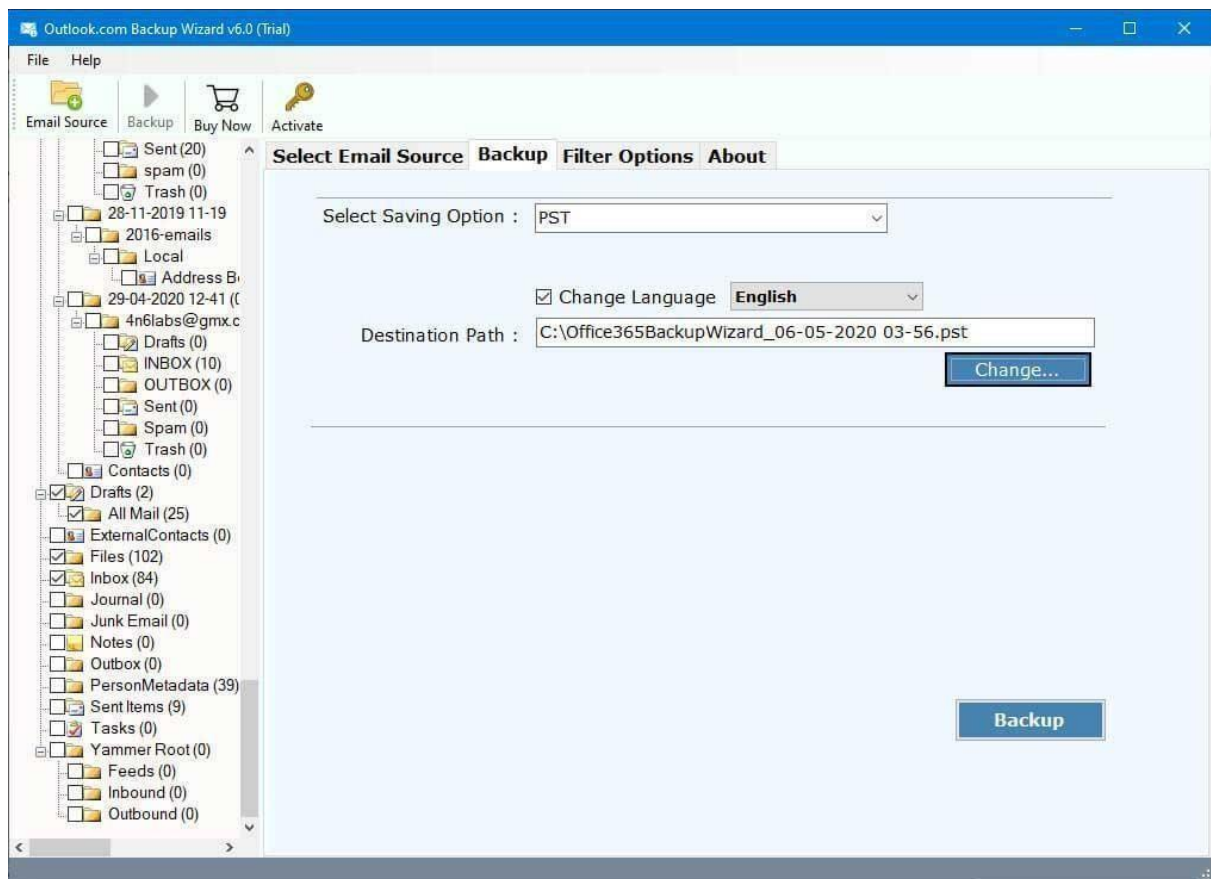 Outlook.com Backup Wizard v6.0 (Trial)
File Help
Email Source Backup Buy Now Activate
Sent (20)
spam (0)
Trash (0)
28-11-2019 11-19
2016-emails
Local
Address B
29-04-2020 12-41 (
4n6labs@gmx.c
Drafts (0)
INBOX (10)
OUTBOX (0)
Sent (0)
Spam (0)
Trash (0)
Contacts (0)
Drafts (2)
All Mail (25)
ExternalContacts (0)
Files (102)
Inbox (84)
Journal (0)
Junk Email (0)
Notes (0)
Outbox (0)
PersonMetadata (39)
Sent Items (9)
Tasks (0)
Yammer Root (0)
Feeds (0)
Inbound (0)
Outbound (0)
Select Email Source Backup Filter Options About
Select Saving Option : PST
Change Language English
Destination Path : C:\Office365BackupWizard_06-05-2020 03-56.pst
Change...
Backup